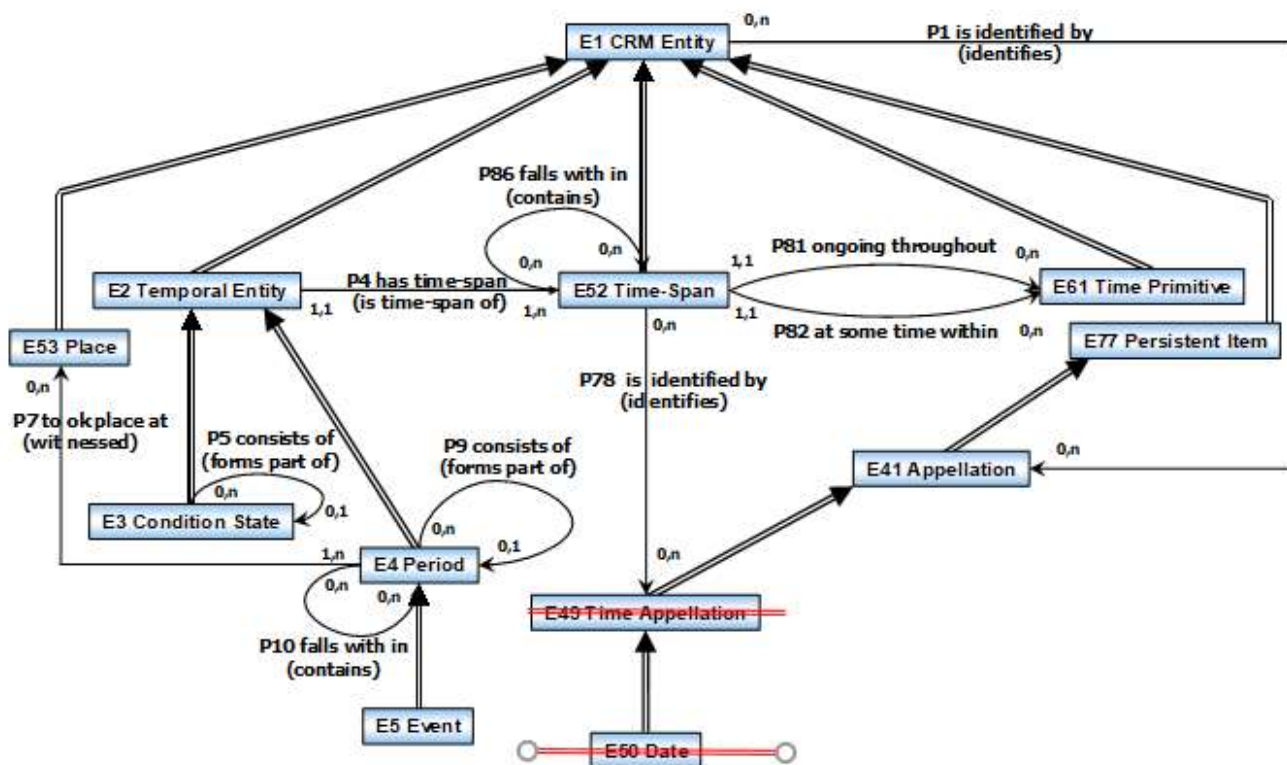 0,n
E1 CRM Entity
P1 is identified by
(identifies)
P86 falls with in
(contains)
0,n
0,n
P4 has time-span
(is time-span of)
E2 Temporal Entity
1,1
1,n
E52 Time-Span
1,1
P81 ongoing throughout
0,n
1,1
P82 at some time within
0,n
E61 Time Primitive
E53 Place
0,n
E77 Persistent Item
0,n
P78 is identified by
(identifies)
P7 to ok place at
(wit nessed)
P5 consists of
(forms part of)
0,n
0,1
E3 Condition State
P9 consists of
(forms part of)
0,n
0,1
E41 Appellation
0,n
1,n
E4 Period
0,n
0,n
P10 falls with in
(contains)
0,n
E49 Time Appellation
E5 Event
E50 Date